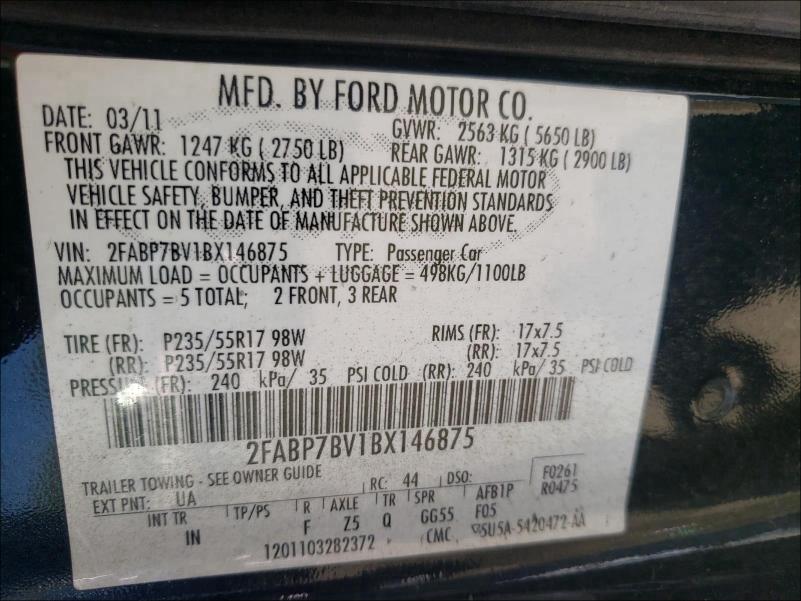 MFD. BY FORD MOTOR CO.
DATE: 03/11 GVWR: 2563 KG ( 5650 LB)
FRONT GAWR: 1247 KG ( 2750 LB) REAR GAWR: 1315 KG ( 2900 LB)
THIS VEHICLE CONFORMS TO ALL APPLICABLE FEDERAL MOTOR
VEHICLE SAFETY, BUMPER, AND THEFT PREVENTION STANDARDS
IN EFFECT ON THE DATE OF MANUFACTURE SHOWN ABOVE.
VIN: 2FABP7BV1BX146875 TYPE: Passenger Car
MAXIMUM LOAD = OCCUPANTS + LUGGAGE = 498KG/1100LB
OCCUPANTS = 5 TOTAL; 2 FRONT, 3 REAR
TIRE (FR): P235/55R17 98W RIMS (FR): 17x7.5
(RR): P235/55R17 98W (RR): 17x7.5
PRESSURE (FR): 240 kPa/ 35 PSI COLD (RR): 240 kPa/ 35 PSI COLD
2FABP7BV1BX146875
TRAILER TOWING - SEE OWNER GUIDE
EXT PNT: UA RC: 44 DSO: F0261
R0475
INT TR TP/PS R AXLE TR SPR AFB1P
IN F Z5 Q GG55 F05
1201103282372 CMC 5U5A-5420472-AA